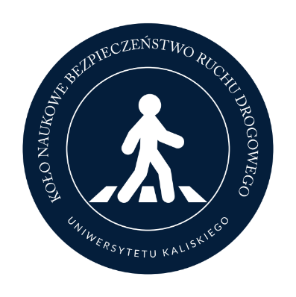 KOŁO NAUKOWE BEZPIECZEŃSTWO RUCHU DROGOWEGO
UNIWERSYTETU KALISKIEGO